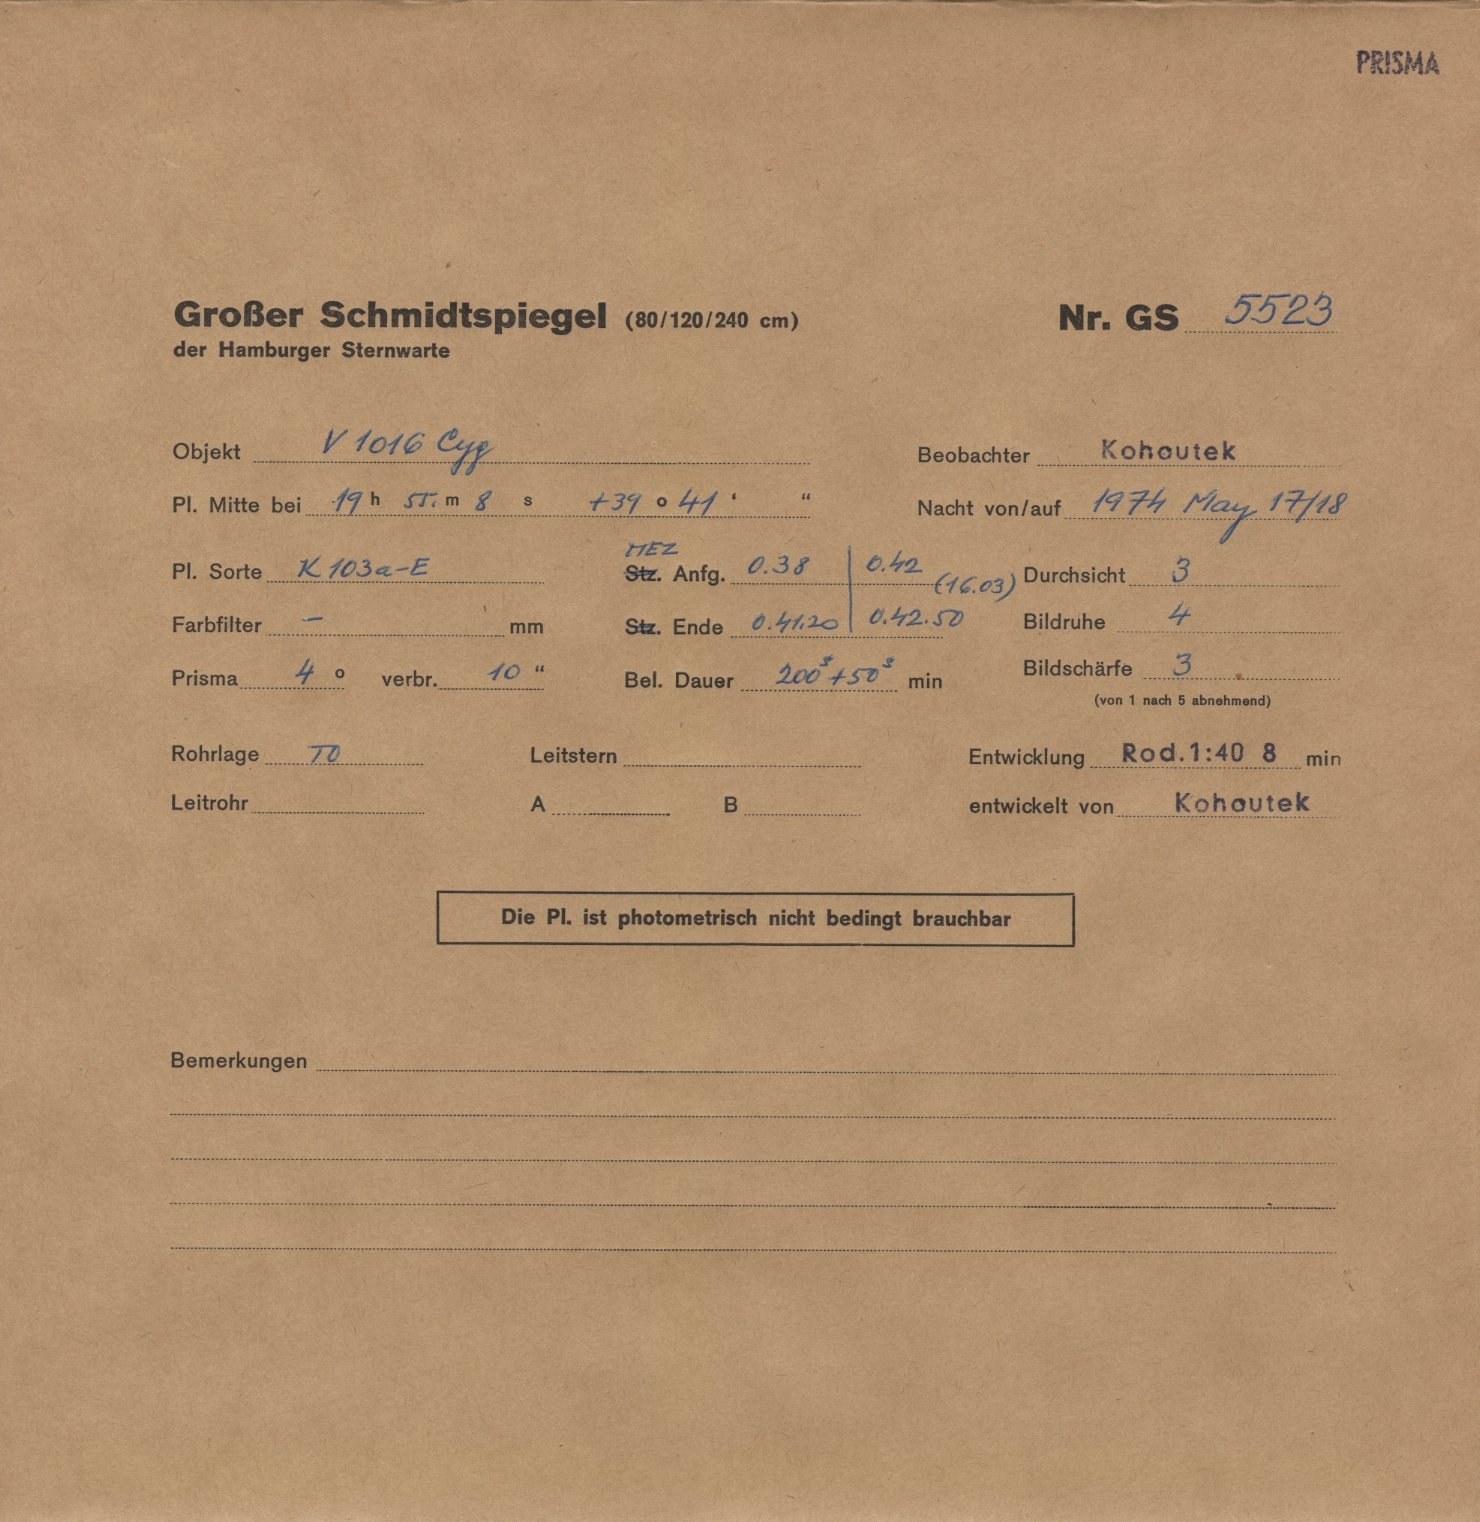 PRISMA
Großer Schmidtspiegel (80/120/240 cm) Nr. GS 5523
der Hamburger Sternwarte
Objekt V 1016 Cyg Beobachter Kohoutek
Pl. Mitte bei 19 h 55. m 8 s +39 o 41 ‘ “ Nacht von/auf 1974 May 17/18
MEZ
Pl. Sorte K 103a-E Stz. Anfg. 0.38 | 0.42 (16.03) Durchsicht 3
Farbfilter – mm Stz. Ende 0.41.20 | 0.42.50 Bildruhe 4
Prisma 4 o verbr. 10 “ Bel. Dauer 200s+50s min Bildschärfe 3
(von 1 nach 5 abnehmend)
Rohrlage TO Leitstern Entwicklung Rod.1:40 8 min
Leitrohr A B entwickelt von Kohoutek
Die Pl. ist photometrisch nicht bedingt brauchbar
Bemerkungen